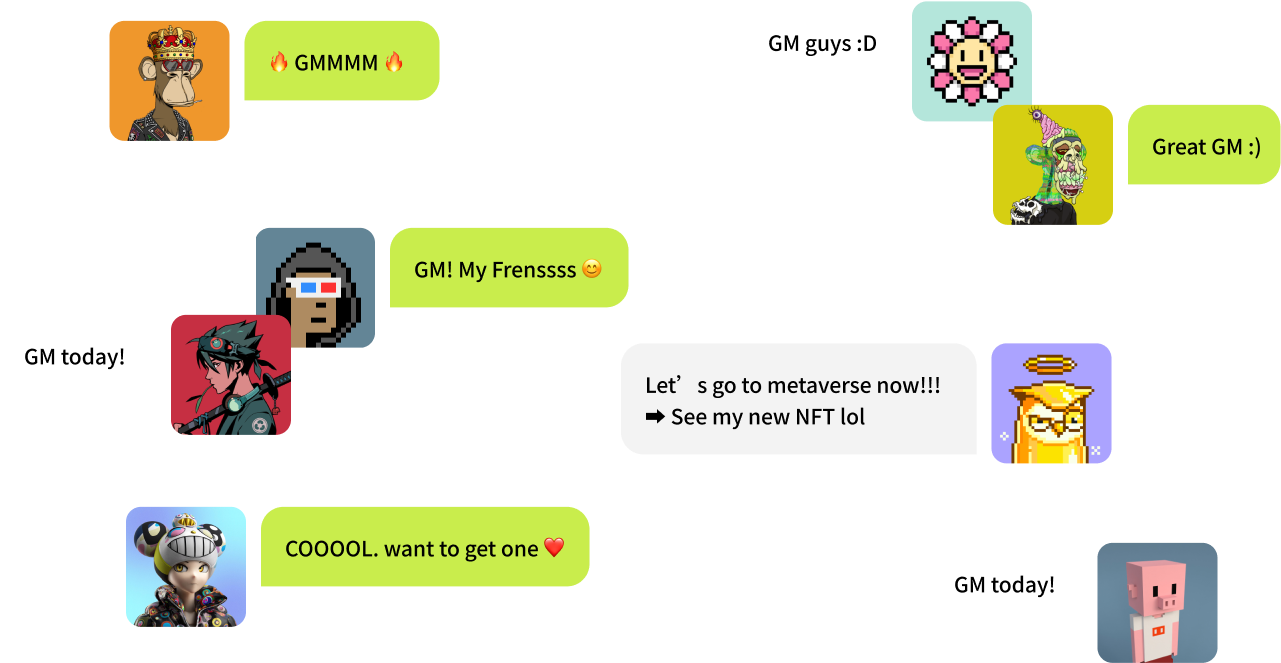 🔥 GMMMM 🔥
GM guys :D
Great GM :)
GM! My Frenssss 😊
GM today!
Let’s go to metaverse now!!!
➡ See my new NFT lol
COOOOL. want to get one ❤️
GM today!